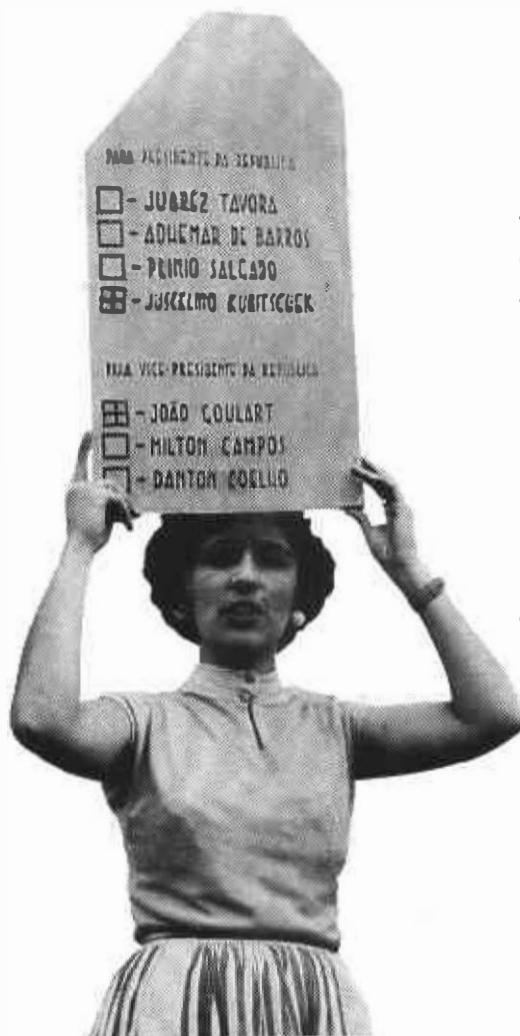 PARA PRESIDENTE DA REPUBLICA
- JUAREZ TAVORA
- ADHEMAR DE BARROS
- PLINIO SALGADO
- JUSCELINO KUBITSCHEK
PARA VICE-PRESIDENTE DA REPUBLICA
- JOÃO GOULART
- MILTON CAMPOS
- DANTON COELHO